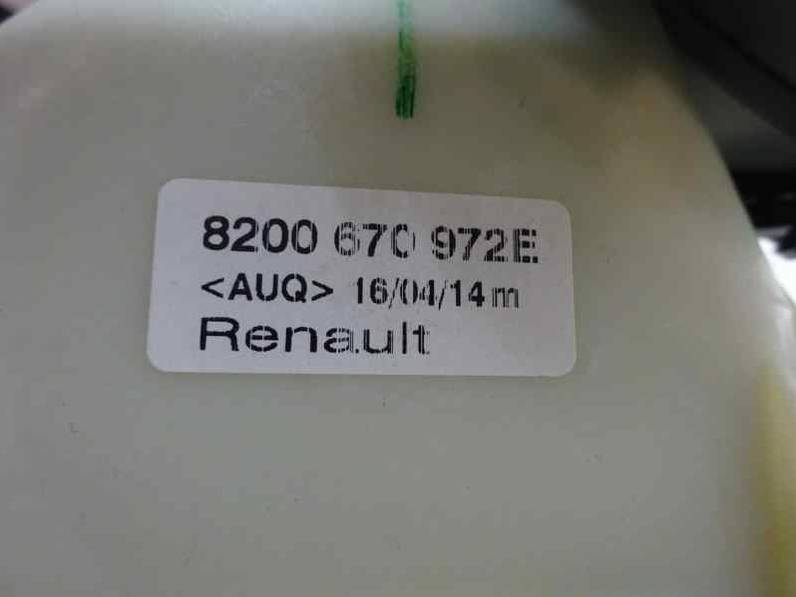 8200 670 972E
<AUQ> 16/04/14 m
Renault